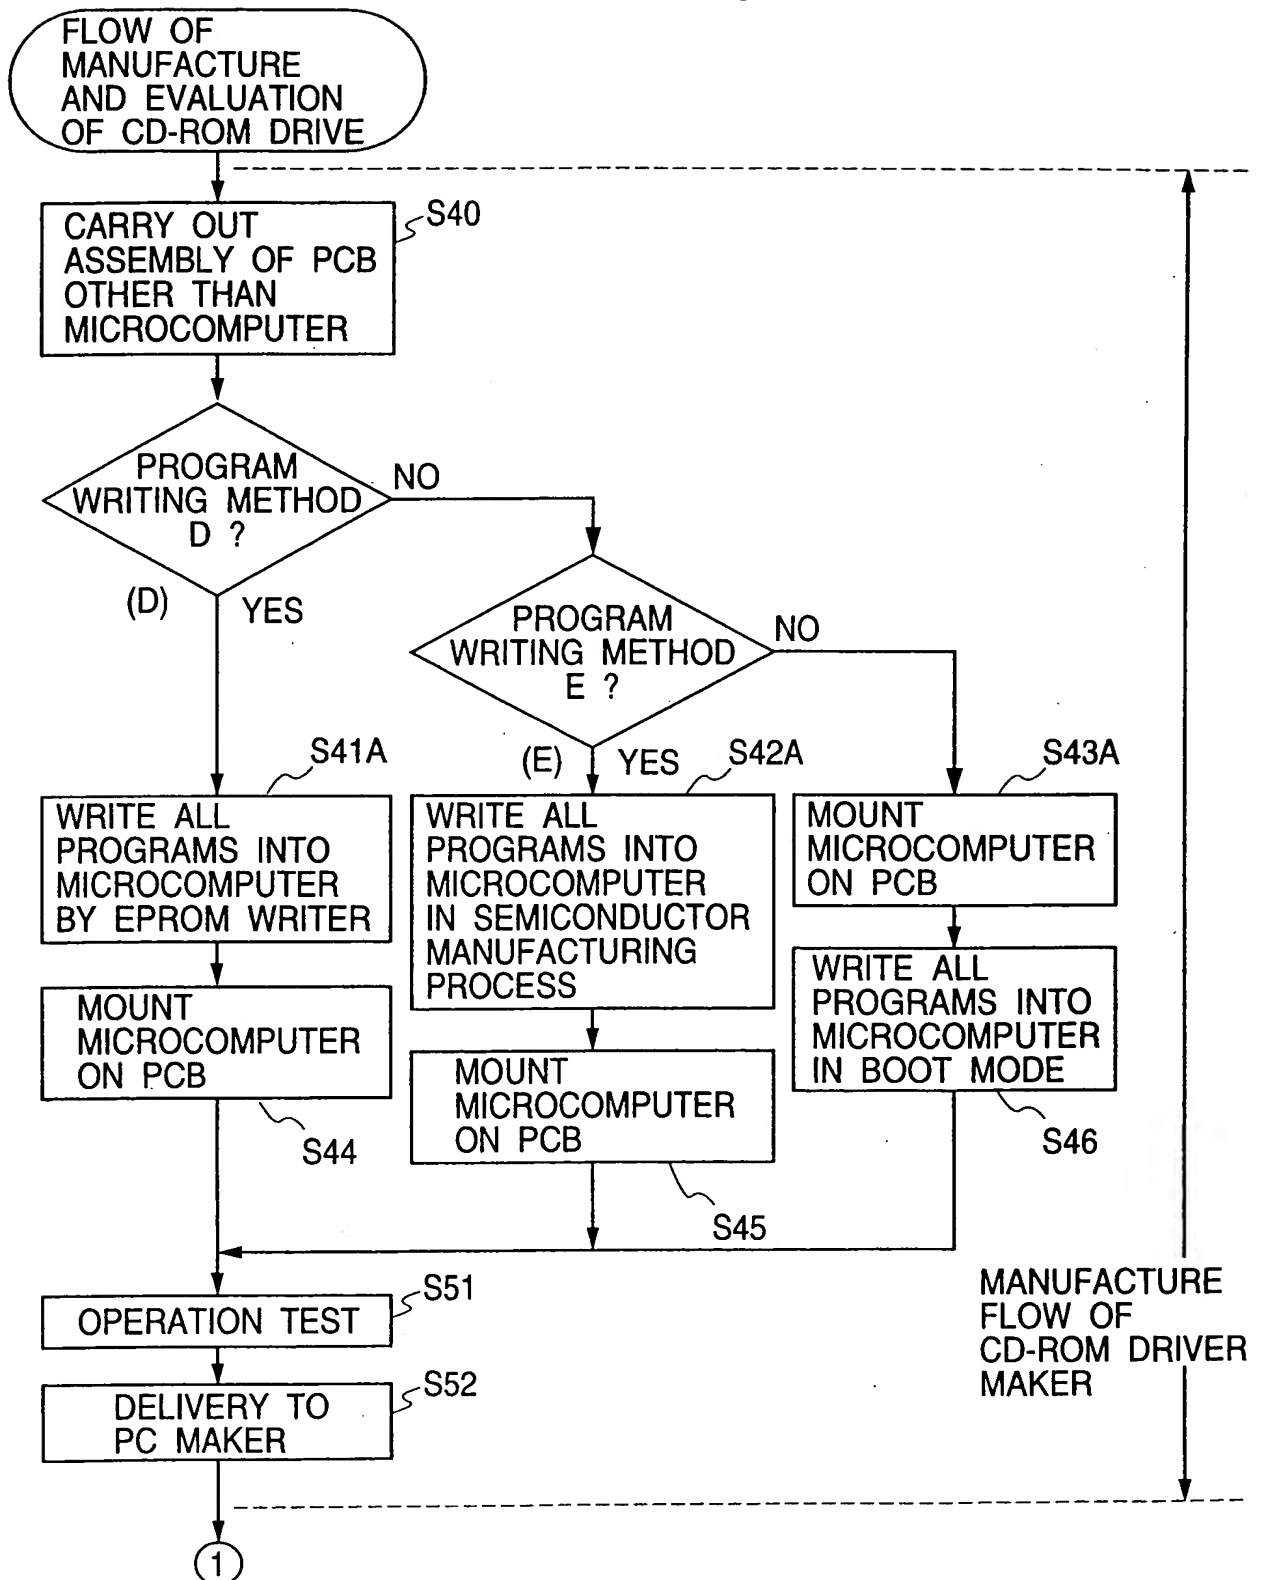 FLOW OF
MANUFACTURE
AND EVALUATION
OF CD-ROM DRIVE
S40
CARRY OUT
ASSEMBLY OF PCB
OTHER THAN
MICROCOMPUTER
PROGRAM
WRITING METHOD
D ?
NO
(D)
YES
PROGRAM
WRITING METHOD
E ?
NO
(E)
YES
S41A
WRITE ALL
PROGRAMS INTO
MICROCOMPUTER
BY EPROM WRITER
MOUNT
MICROCOMPUTER
ON PCB
S44
S42A
WRITE ALL
PROGRAMS INTO
MICROCOMPUTER
IN SEMICONDUCTOR
MANUFACTURING
PROCESS
MOUNT
MICROCOMPUTER
ON PCB
S45
S43A
MOUNT
MICROCOMPUTER
ON PCB
WRITE ALL
PROGRAMS INTO
MICROCOMPUTER
IN BOOT MODE
S46
S51
OPERATION TEST
S52
DELIVERY TO
PC MAKER
1
MANUFACTURE
FLOW OF
CD-ROM DRIVER
MAKER